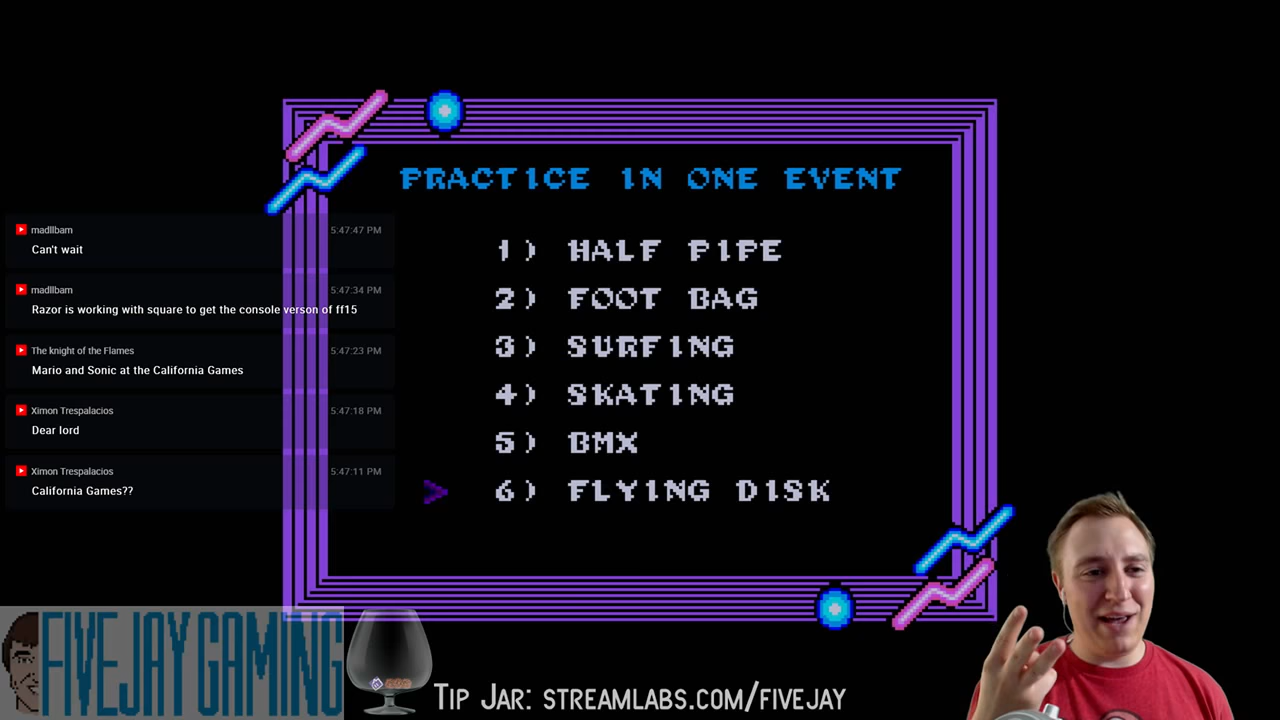 PRACTICE IN ONE EVENT
1) HALF PIPE
2) FOOT BAG
3) SURFING
4) SKATING
5) BMX
> 6) FLYING DISK
madllbam 5:47:47 PM
Can't wait
madllbam 5:47:34 PM
Razor is working with square to get the console verson of ff15
The knight of the Flames 5:47:23 PM
Mario and Sonic at the California Games
Ximon Trespalacios 5:47:18 PM
Dear lord
Ximon Trespalacios 5:47:11 PM
California Games??
FIVEJAYGAMING
TIP JAR: STREAMLABS.COM/FIVEJAY